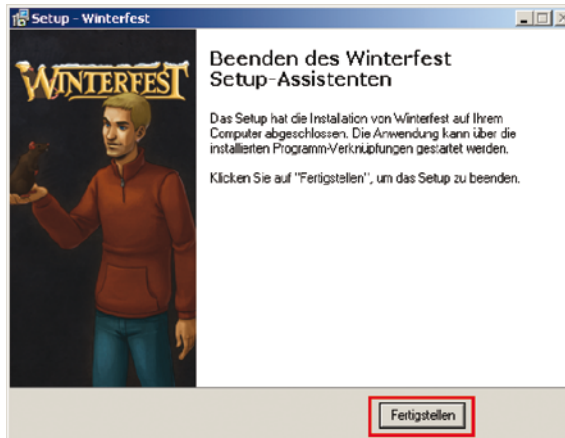 Setup - Winterfest
WINTERFEST
Beenden des Winterfest
Setup-Assistenten
Das Setup hat die Installation von Winterfest auf Ihrem
Computer abgeschlossen. Die Anwendung kann über die
installierten Programm-Verknüpfungen gestartet werden.
Klicken Sie auf "Fertigstellen", um das Setup zu beenden.
Fertigstellen